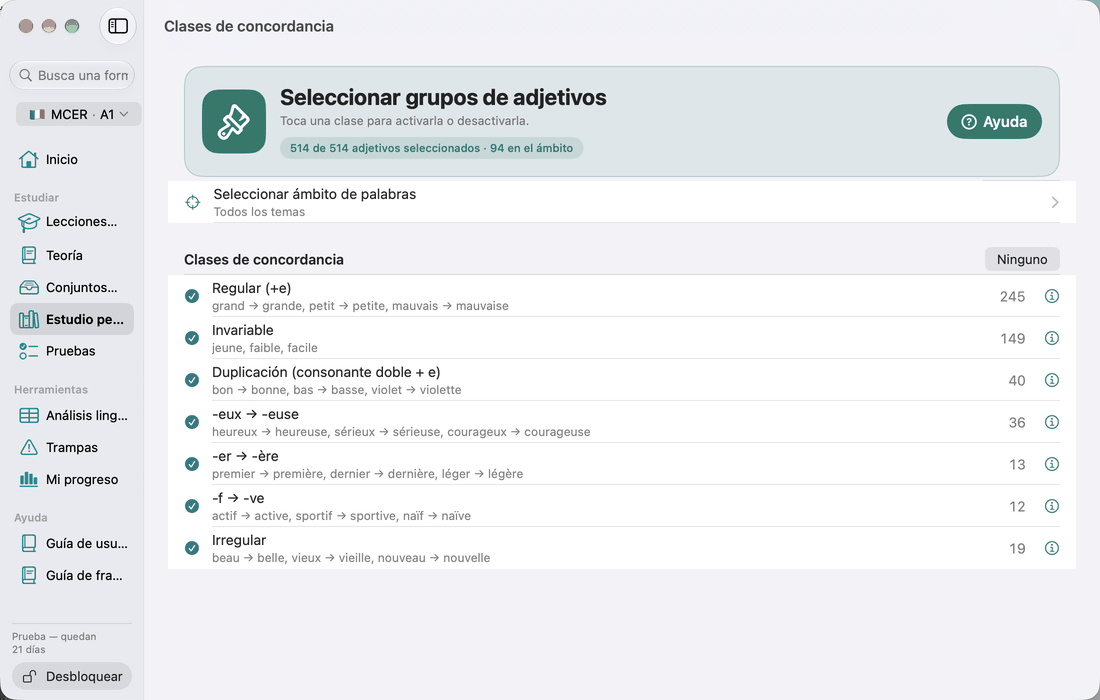 Clases de concordancia
Busca una forn
MCER · A1
Inicio
Estudiar
Lecciones...
Teoría
Conjuntos...
Estudio pe...
Pruebas
Herramientas
Análisis ling...
Trampas
Mi progreso
Ayuda
Guía de usu...
Guía de fra...
Prueba — quedan
21 días
Desbloquear
Seleccionar grupos de adjetivos
Toca una clase para activarla o desactivarla.
514 de 514 adjetivos seleccionados · 94 en el ámbito
Ayuda
Seleccionar ámbito de palabras
Todos los temas
Clases de concordancia
Ninguno
Regular (+e)
grand → grande, petit → petite, mauvais → mauvaise
245
Invariable
jeune, faible, facile
149
Duplicación (consonante doble + e)
bon → bonne, bas → basse, violet → violette
40
-eux → -euse
heureux → heureuse, sérieux → sérieuse, courageux → courageuse
36
-er → -ère
premier → première, dernier → dernière, léger → légère
13
-f → -ve
actif → active, sportif → sportive, naïf → naïve
12
Irregular
beau → belle, vieux → vieille, nouveau → nouvelle
19